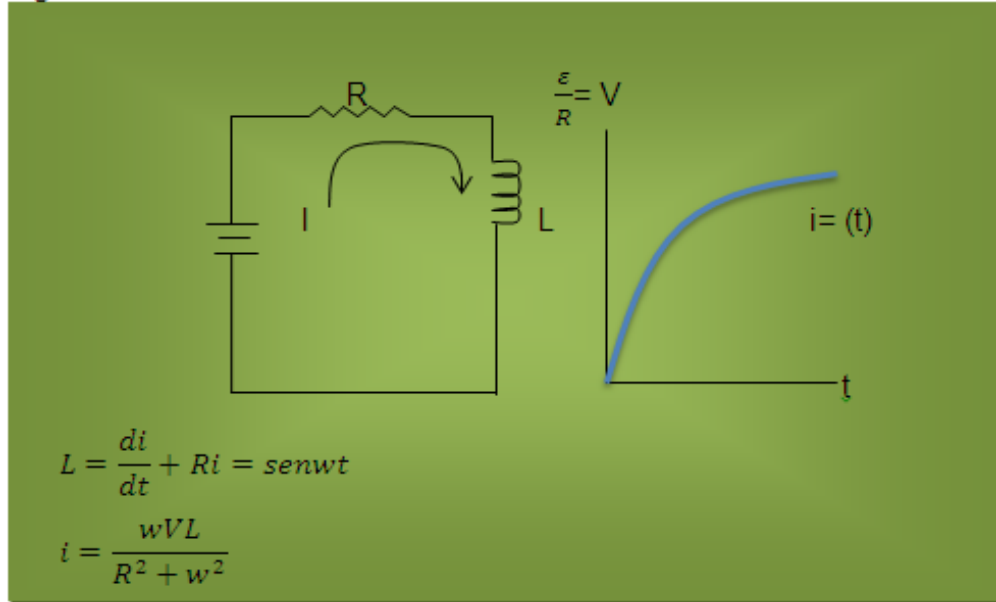 R
I
L
ε/R = V
i= (t)
t
L = di/dt + Ri = senwt
i = wVL/R² + w²